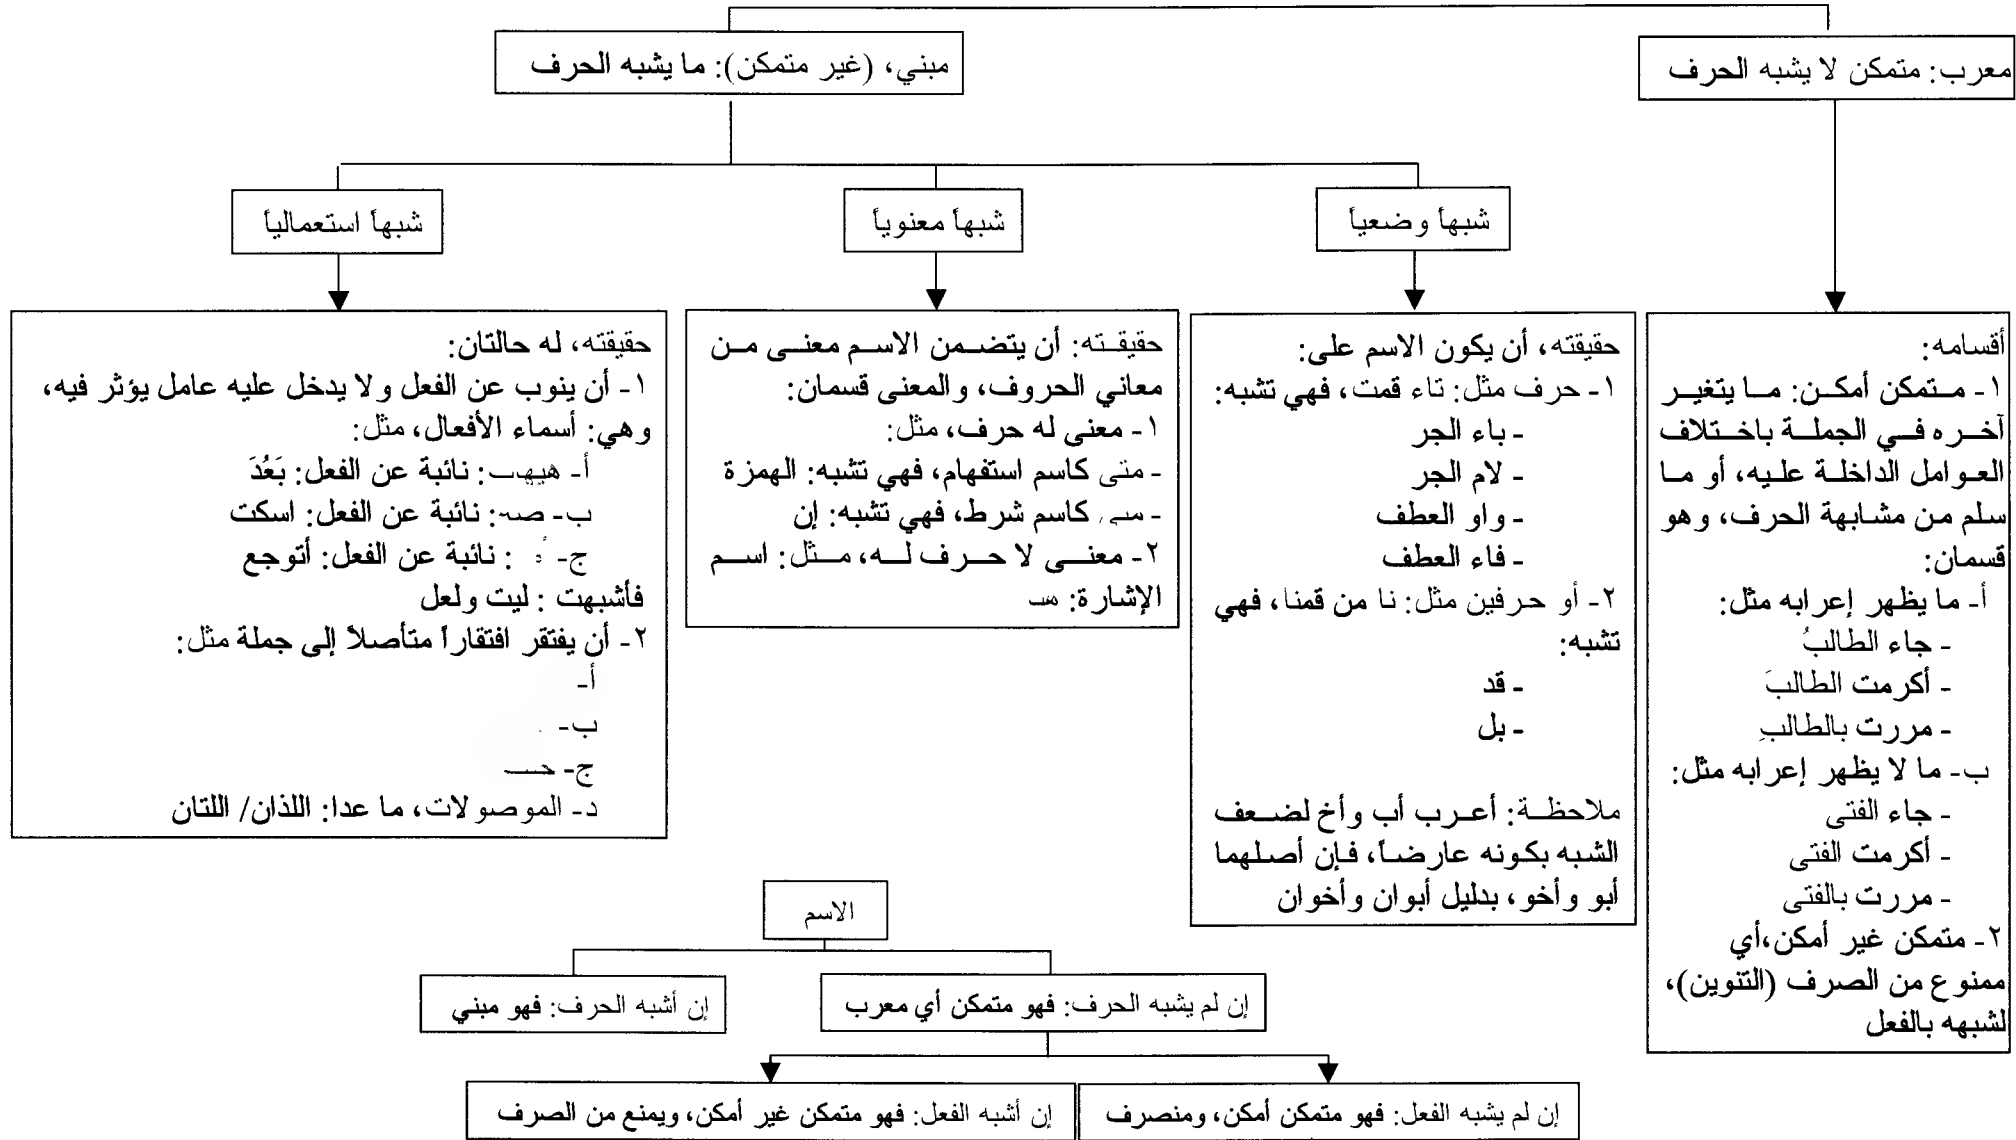 معرب: متمكن لا يشبه الحرف
مبني، (غير متمكن): ما يشبه الحرف
شبهاً وضعياً
شبهاً معنوياً
شبهاً استعمالياً
أقسامه:
١- متمكن أمكن: ما يتغير
آخره في الجملة باختلاف
العوامل الداخلة عليه، أو ما
سلم من مشابهة الحرف، وهو
قسمان:
أ- ما يظهر إعرابه مثل:
- جاء الطالبُ
- أكرمت الطالبَ
- مررت بالطالبِ
ب- ما لا يظهر إعرابه مثل:
- جاء الفتى
- أكرمت الفتى
- مررت بالفتى
٢- متمكن غير أمكن،أي
ممنوع من الصرف (التنوين)،
لشبهه بالفعل
حقيقته، أن يكون الاسم على:
١- حرف مثل: تاء قمت، فهي تشبه:
- باء الجر
- لام الجر
- واو العطف
- فاء العطف
٢- أو حرفين مثل: نا من قمنا، فهي
تشبه:
- قد
- بل
ملاحظة: أعرب أب وأخ لضعف
الشبه بكونه عارضاً، فإن أصلهما
أبو وأخو، بدليل أبوان وأخوان
حقيقته: أن يتضمن الاسم معنى من
معاني الحروف، والمعنى قسمان:
١- معنى له حرف، مثل:
- متى كاسم استفهام، فهي تشبه: الهمزة
- كاسم شرط، فهي تشبه: إن
٢- معنى لا حرف له، مثل: اسم
الإشارة:
حقيقته، له حالتان:
١- أن ينوب عن الفعل ولا يدخل عليه عامل يؤثر فيه،
وهي: أسماء الأفعال، مثل:
أ- : نائبة عن الفعل: بَعُدَ
ب- : نائبة عن الفعل: اسكت
ج- : نائبة عن الفعل: أتوجع
فأشبهت : ليت ولعل
٢- أن يفتقر افتقاراً متأصلاً إلى جملة مثل:
أ-
ب-
ج-
د- الموصولات، ما عدا: اللذان/ اللتان
الاسم
إن لم يشبه الحرف: فهو متمكن أي معرب
إن أشبه الحرف: فهو مبني
إن لم يشبه الفعل: فهو متمكن أمكن، ومنصرف
إن أشبه الفعل: فهو متمكن غير أمكن، ويمنع من الصرف